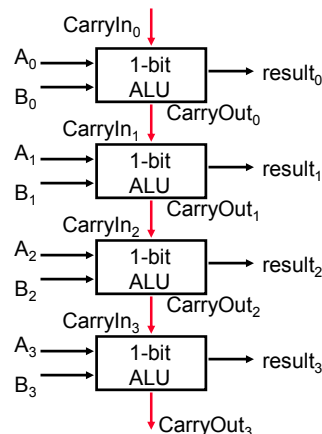 CarryIn₀
A₀
1-bit
ALU
result₀
B₀
CarryOut₀
CarryIn₁
A₁
1-bit
ALU
result₁
B₁
CarryOut₁
CarryIn₂
A₂
1-bit
ALU
result₂
B₂
CarryOut₂
CarryIn₃
A₃
1-bit
ALU
result₃
B₃
CarryOut₃